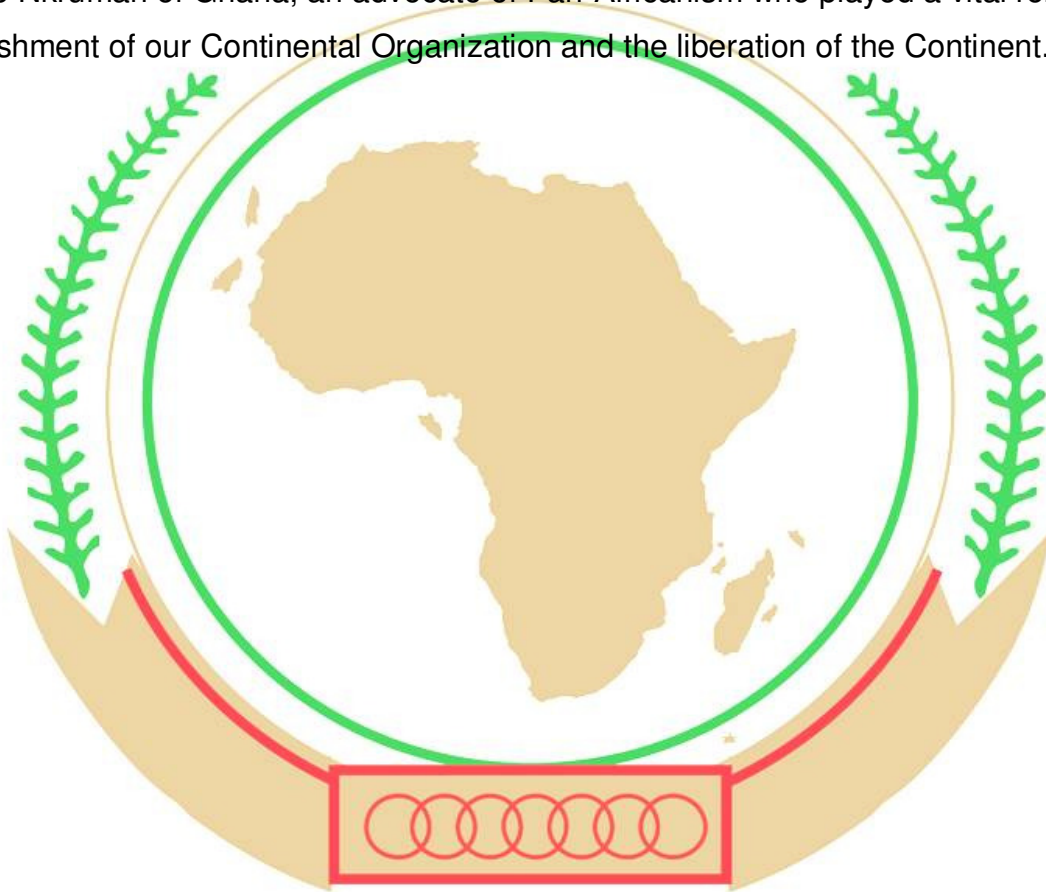 Nkrumah of Ghana, an advocate of Pan-Africanism who played a vital
shment of our Continental Organization and the liberation of the Continent.